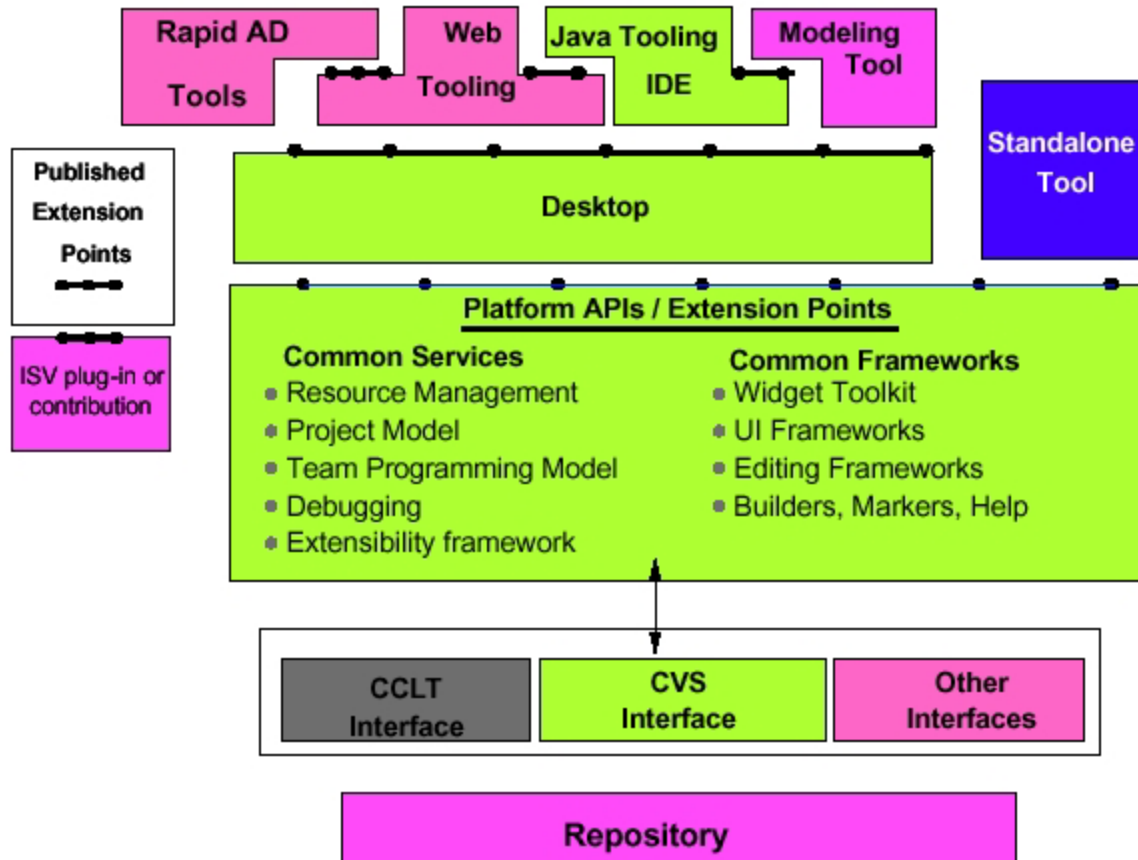 Rapid AD
Tools
Web
Tooling
Java Tooling
IDE
Modeling
Tool
Standalone
Tool
Published
Extension
Points
ISV plug-in or
contribution
Desktop
Platform APIs / Extension Points
Common Services
Resource Management
Project Model
Team Programming Model
Debugging
Extensibility framework
Common Frameworks
Widget Toolkit
UI Frameworks
Editing Frameworks
Builders, Markers, Help
CCLT
Interface
CVS
Interface
Other
Interfaces
Repository